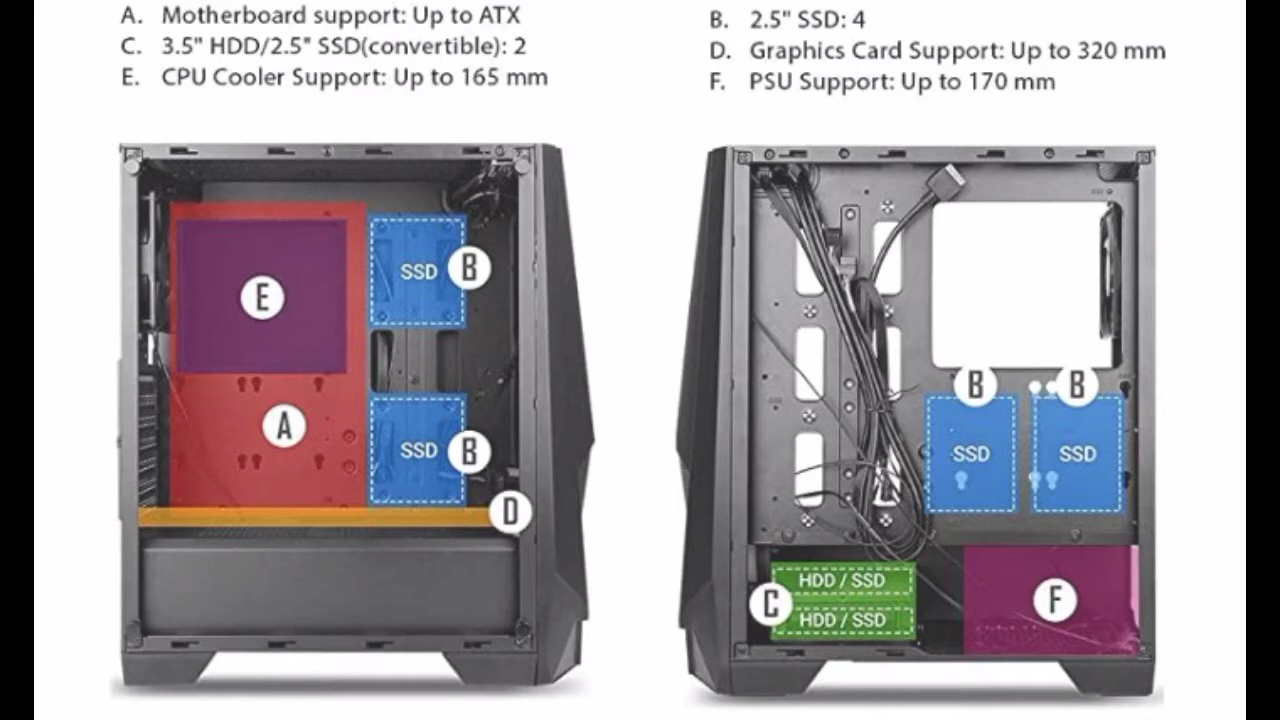 A. Motherboard support: Up to ATX
C. 3.5" HDD/2.5" SSD(convertible): 2
E. CPU Cooler Support: Up to 165 mm
B. 2.5" SSD: 4
D. Graphics Card Support: Up to 320 mm
F. PSU Support: Up to 170 mm
SSD B
E
A
SSD B
D
B B
SSD SSD
C HDD / SSD
HDD / SSD
F